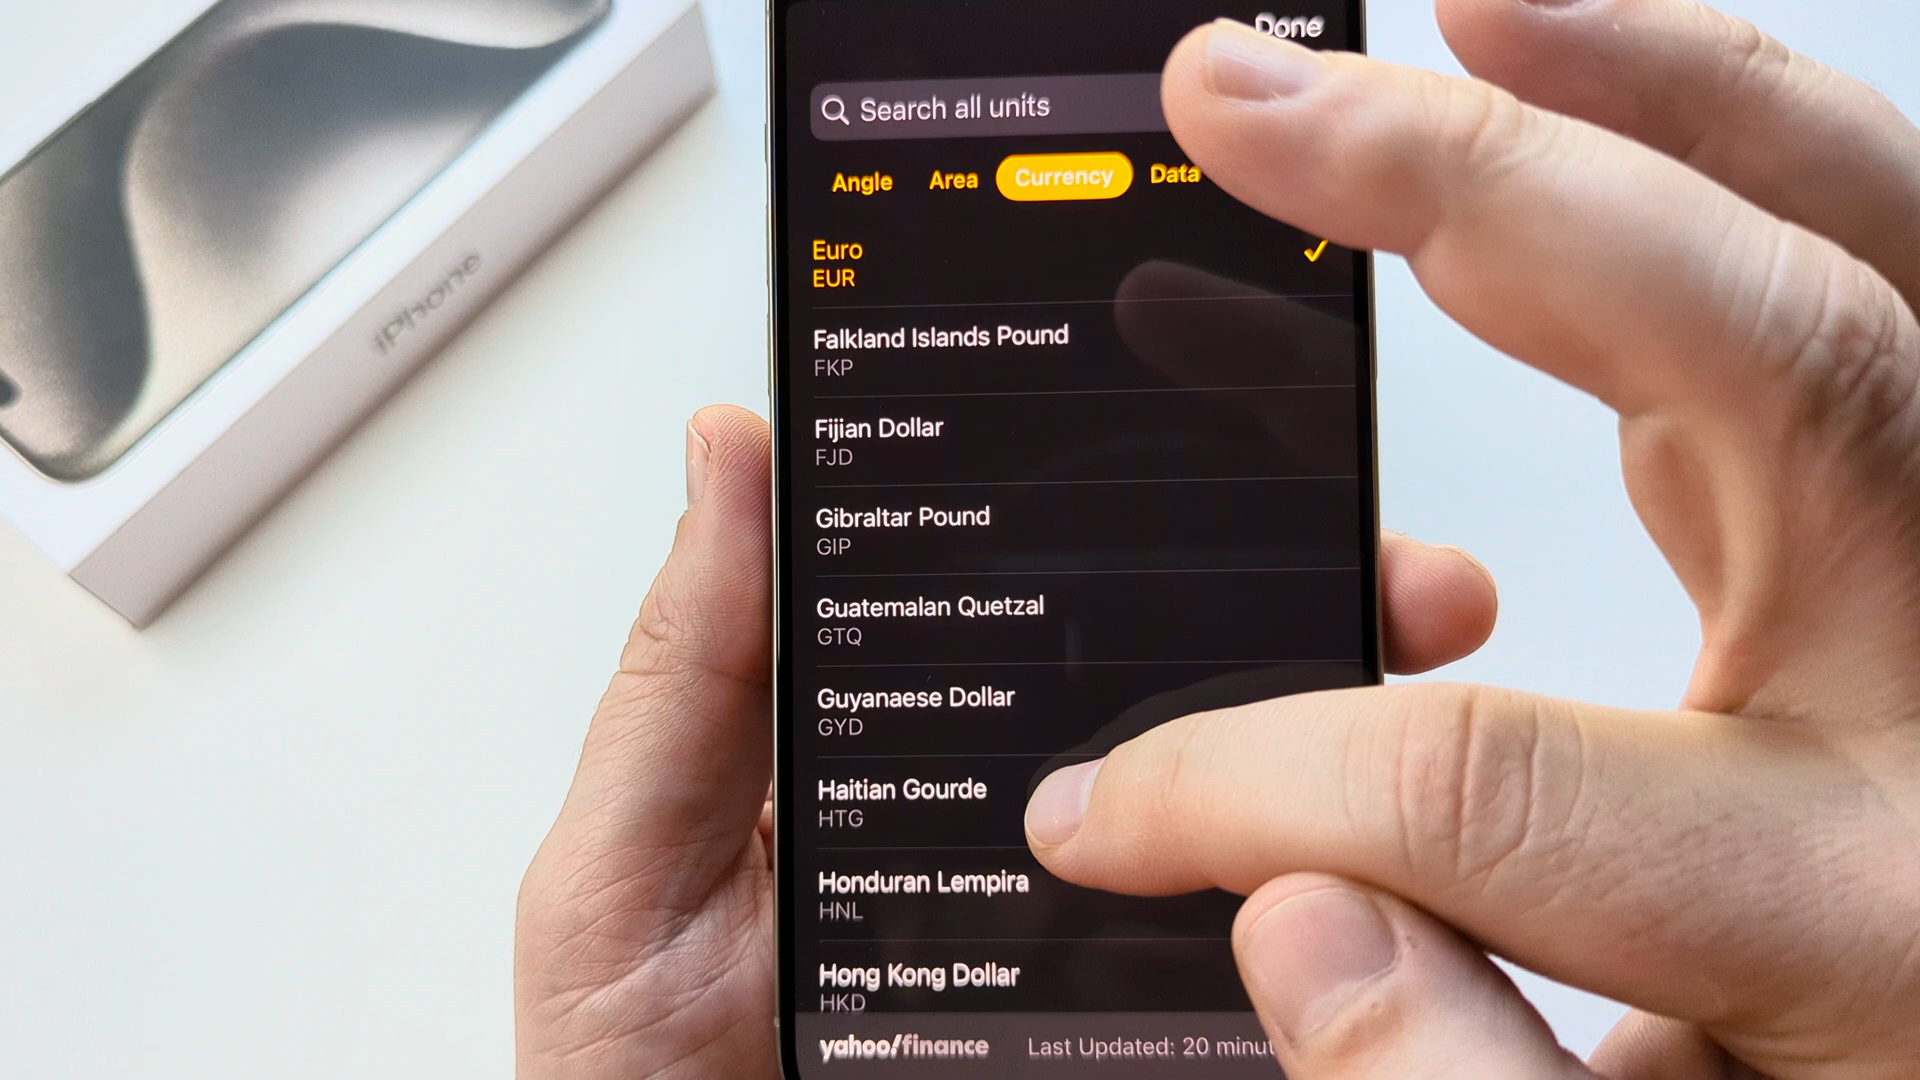 Done
Search all units
Angle Area Currency Data
Euro
EUR
Falkland Islands Pound
FKP
Fijian Dollar
FJD
Gibraltar Pound
GIP
Guatemalan Quetzal
GTQ
Guyanaese Dollar
GYD
Haitian Gourde
HTG
Honduran Lempira
HNL
Hong Kong Dollar
HKD
yahoo!finance Last Updated: 20 minut
iPhone